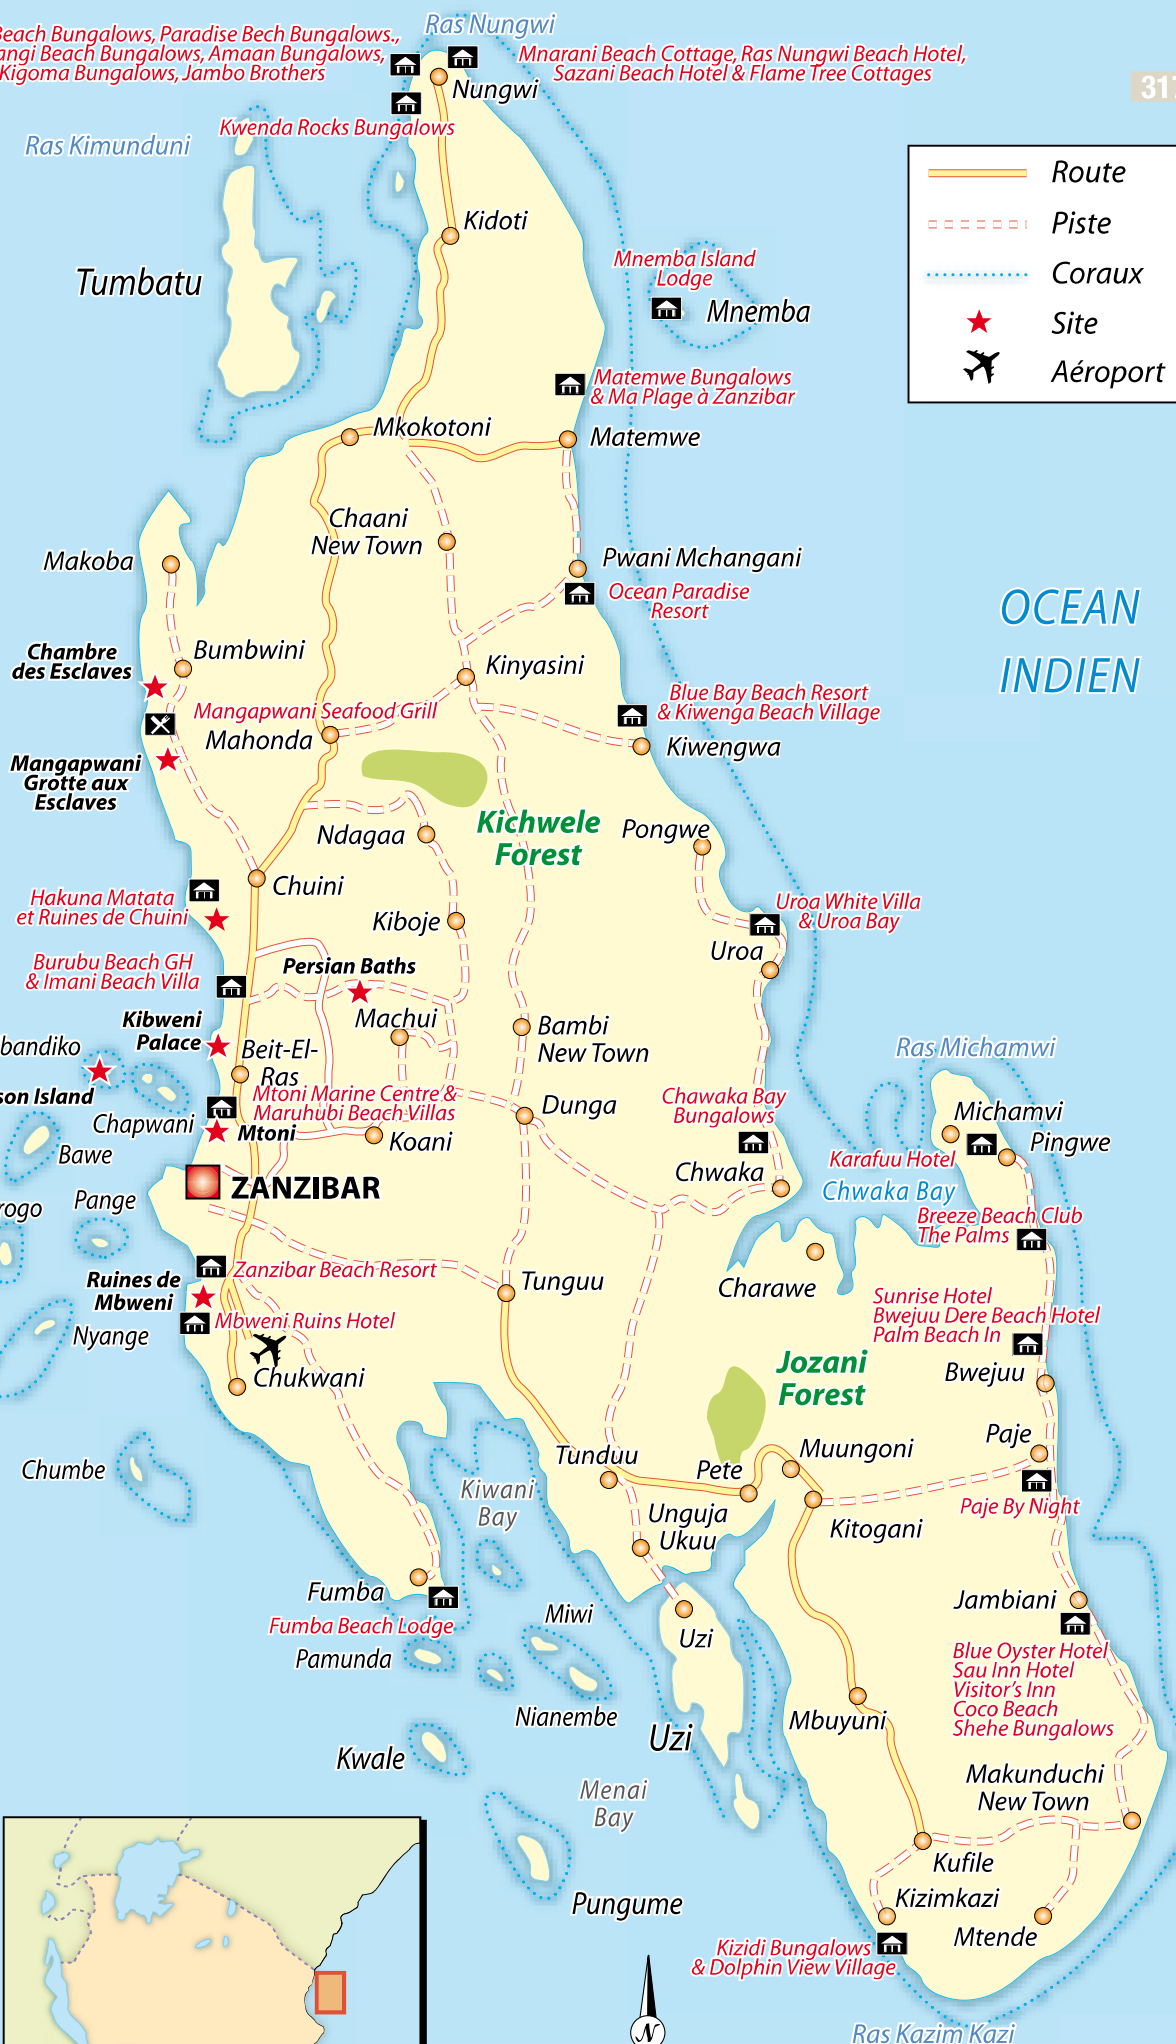 Beach Bungalows, Paradise Bech Bungalows.,
angi Beach Bungalows, Amaan Bungalows,
Kigoma Bungalows, Jambo Brothers
Ras Nungwi
Mnarani Beach Cottage, Ras Nungwi Beach Hotel,
Sazani Beach Hotel & Flame Tree Cottages
317
Nungwi
Kwenda Rocks Bungalows
Ras Kimunduni
Route
Piste
Coraux
Site
Aéroport
Kidoti
Tumbatu
Mnemba Island
Lodge
Mnemba
Matemwe Bungalows
& Ma Plage à Zanzibar
Mkokotoni
Matemwe
Chaani
New Town
Makoba
Pwani Mchangani
Ocean Paradise
Resort
OCEAN
INDIEN
Chambre
des Esclaves
Bumbwini
Kinyasini
Mangapwani Seafood Grill
Mahonda
Blue Bay Beach Resort
& Kiwenga Beach Village
Kiwengwa
Mangapwani
Grotte aux
Esclaves
Kichwele
Forest
Ndagaa
Pongwe
Chuini
Hakuna Matata
et Ruines de Chuini
Kiboje
Uroa White Villa
& Uroa Bay
Uroa
Burubu Beach GH
& Imani Beach Villa
Persian Baths
Kibweni
Palace
Machui
Bambi
New Town
bandiko
Beit-El-
Ras
Ras Michamwi
son Island
Chapwani
Mtoni Marine Centre &
Maruhubi Beach Villas
Mtoni
Koani
Dunga
Chawaka Bay
Bungalows
Michamvi
Pingwe
Bawe
Karafuu Hotel
Chwaka
Chwaka Bay
ZANZIBAR
Pange
rogo
Breeze Beach Club
The Palms
Zanzibar Beach Resort
Tunguu
Charawe
Ruines de
Mbweni
Mbweni Ruins Hotel
Nyange
Sunrise Hotel
Bwejuu Dere Beach Hotel
Palm Beach In
Jozani
Forest
Bwejuu
Chukwani
Chumbe
Tunduu
Pete
Muungoni
Paje
Kiwani
Bay
Unguja
Ukuu
Kitogani
Paje By Night
Fumba
Fumba Beach Lodge
Miwi
Uzi
Jambiani
Pamunda
Blue Oyster Hotel
Sau Inn Hotel
Visitor's Inn
Coco Beach
Shehe Bungalows
Nianembe
Mbuyuni
Uzi
Kwale
Menai
Bay
Makunduchi
New Town
Kufile
Pungume
Kizimkazi
Mtende
Kizidi Bungalows
& Dolphin View Village
N
Ras Kazim Kazi